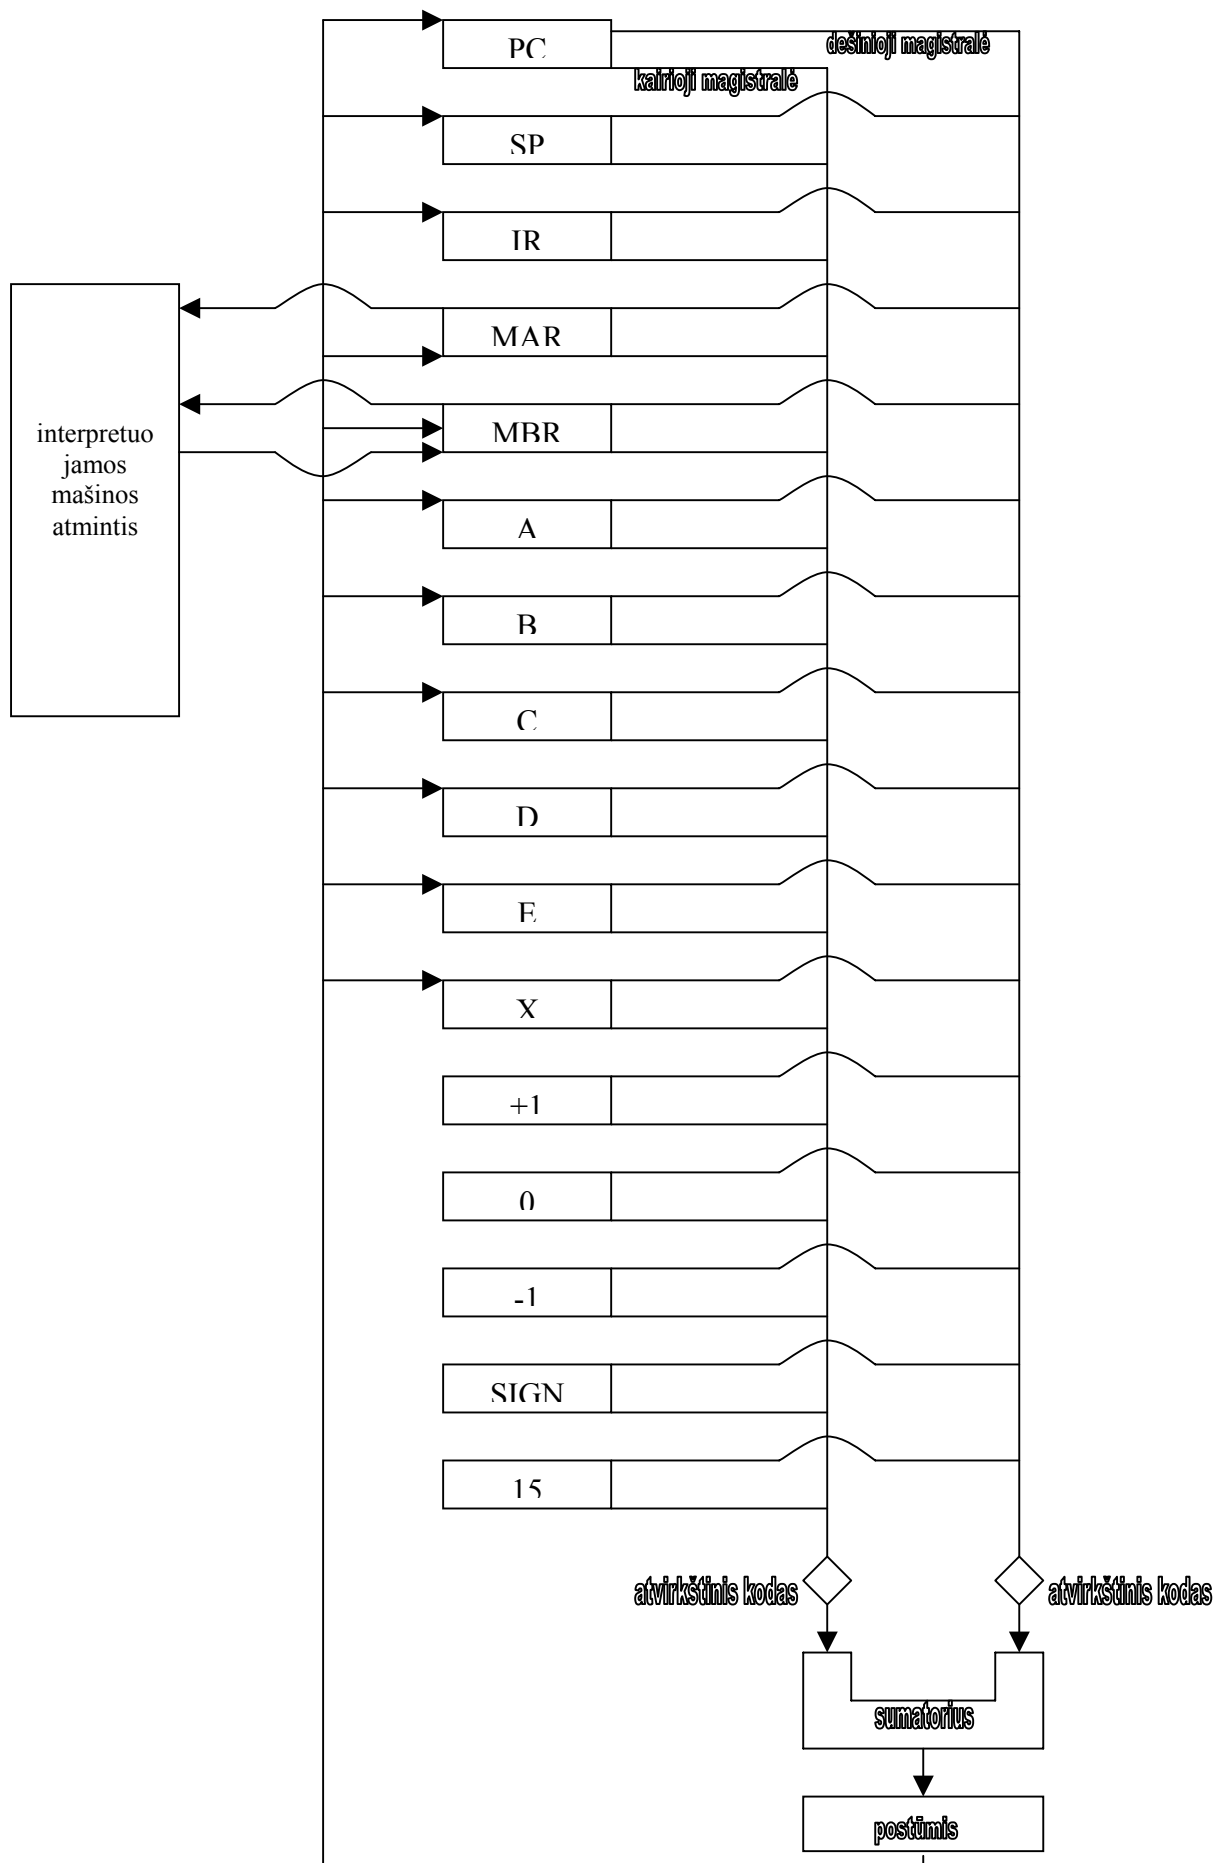 PC
dešinioji magistralė
kairioji magistralė
SP
IR
MAR
MBR
interpretuo
jamos
mašinos
atmintis
A
B
C
D
E
X
+1
0
-1
SIGN
15
atvirkštinis kodas
atvirkštinis kodas
sumatorius
postūmis